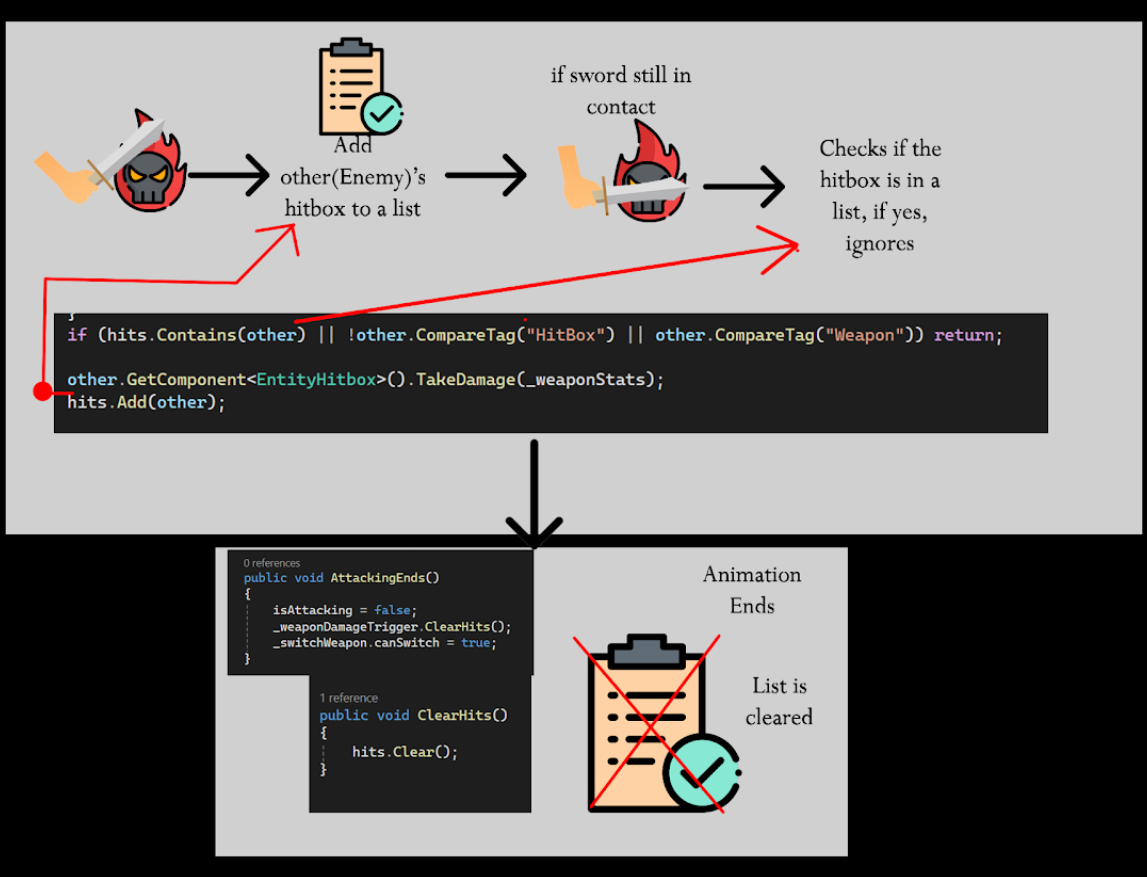 Add
other(Enemy)'s
hitbox to a list
if sword still in
contact
Checks if the
hitbox is in a
list, if yes,
ignores
}
if (hits.Contains(other) || !other.CompareTag("HitBox") || other.CompareTag("Weapon")) return;
other.GetComponent<EntityHitbox>().TakeDamage(_weaponStats);
hits.Add(other);
0 references
public void AttackingEnds()
{
isAttacking = false;
_weaponDamageTrigger.ClearHits();
_switchWeapon.canSwitch = true;
}
1 reference
public void ClearHits()
{
hits.Clear();
}
Animation
Ends
List is
cleared